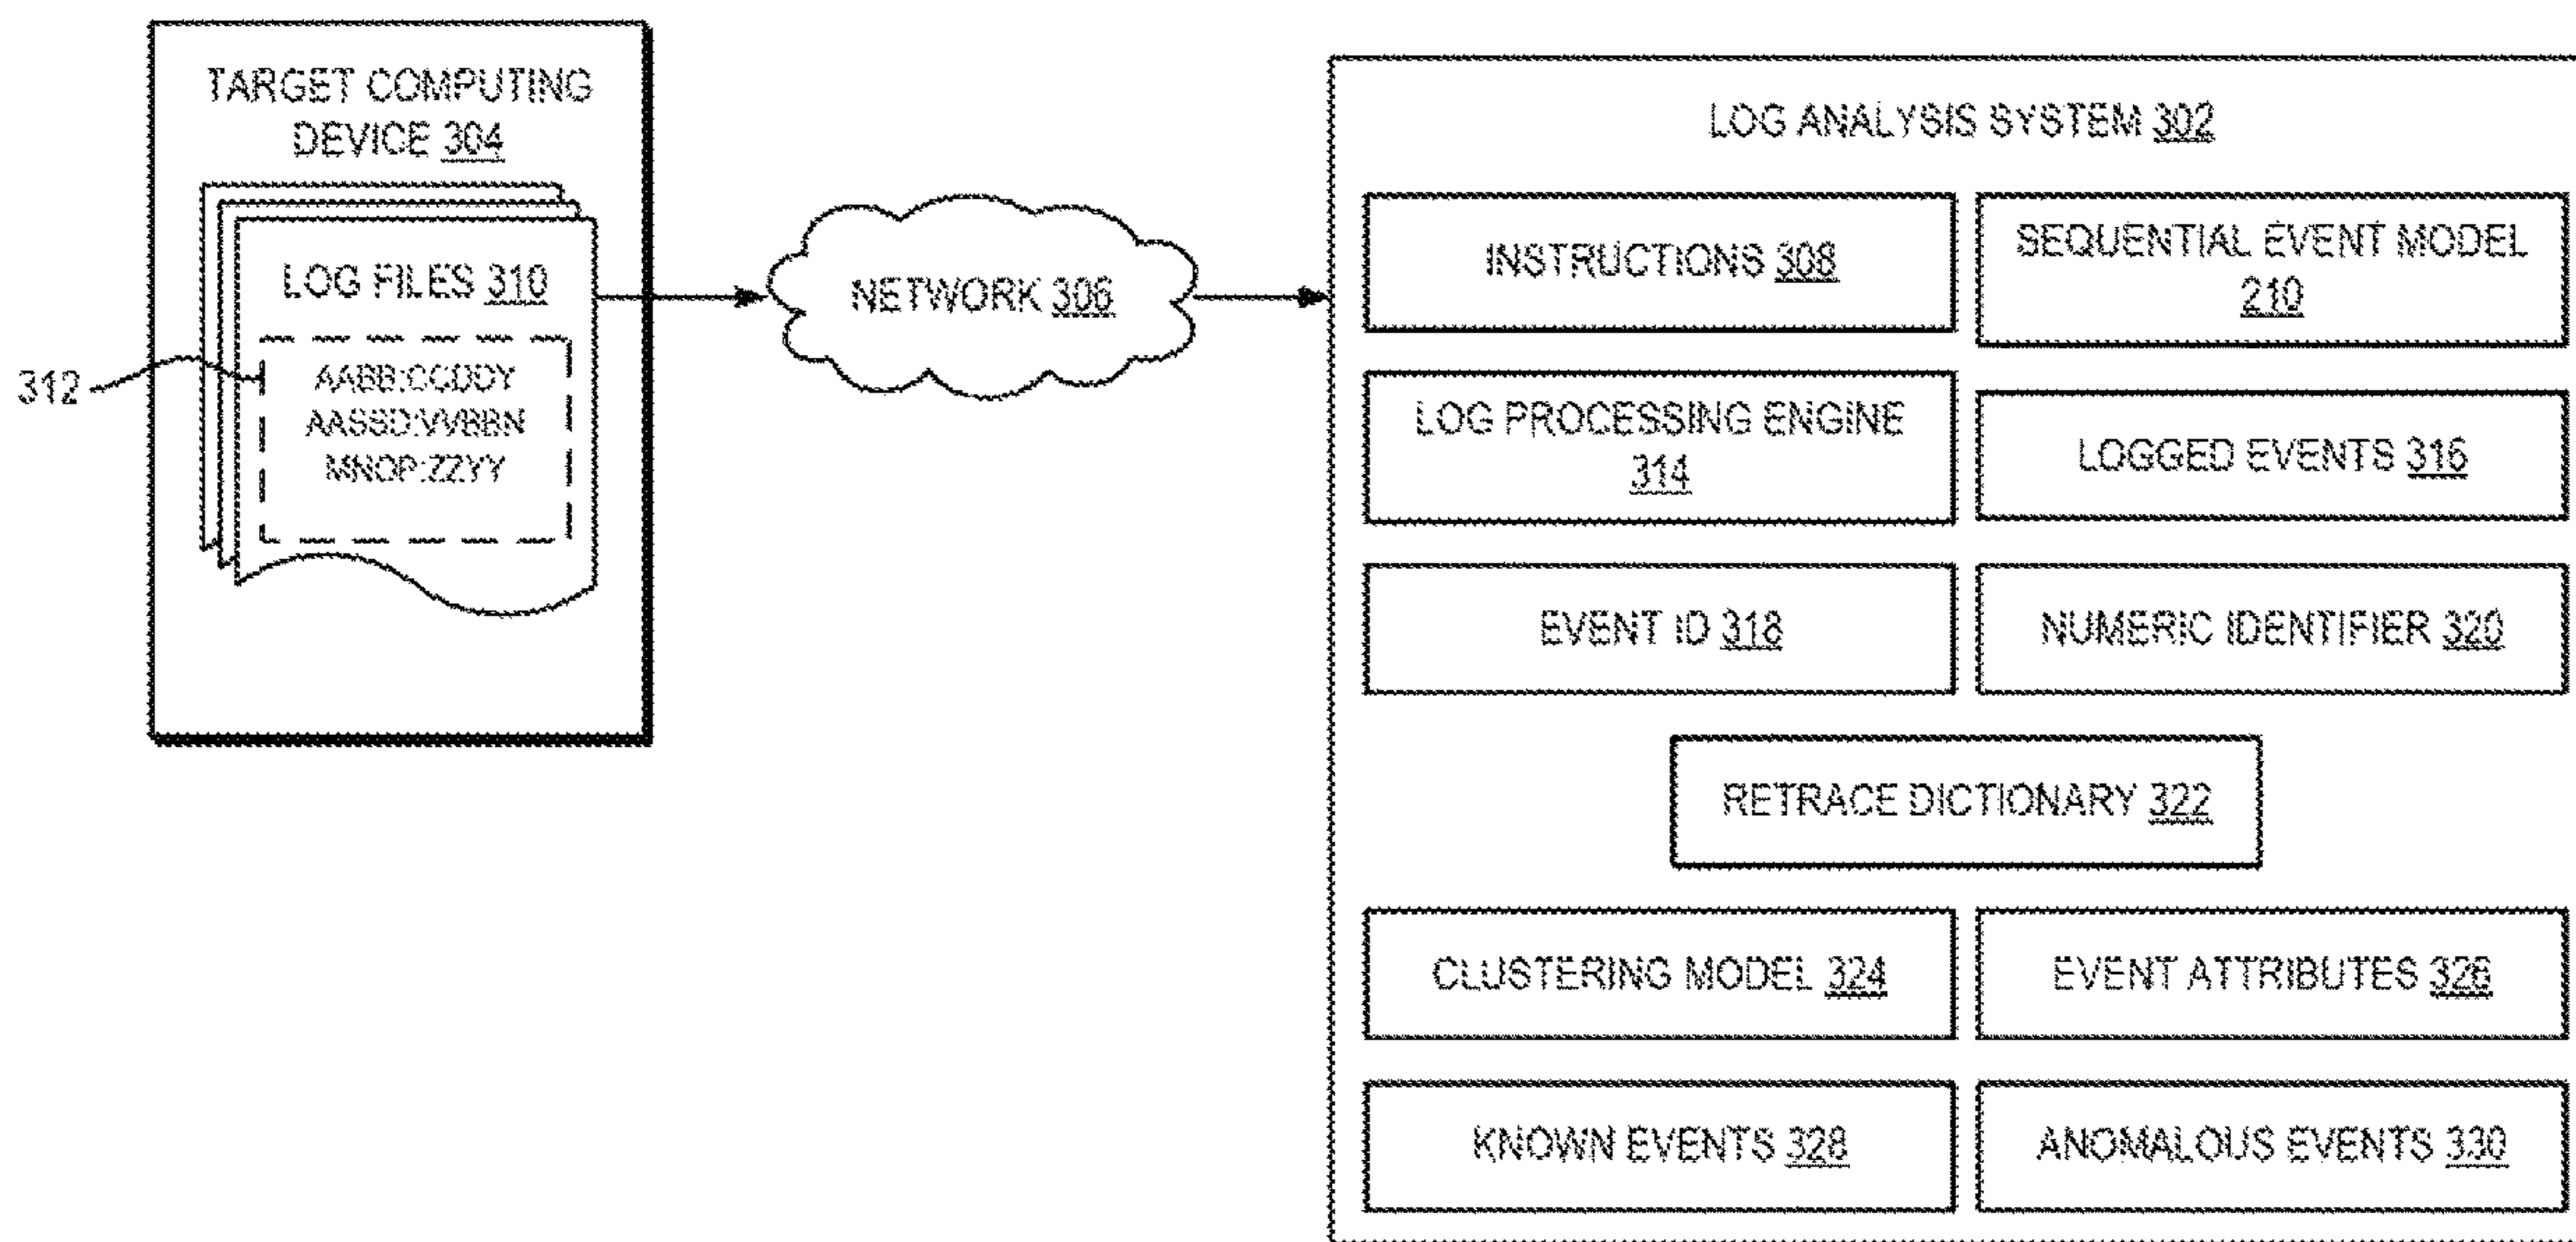 TARGET COMPUTING
DEVICE 304
LOG FILES 310
312
AABB:CCDDY
AASSD:VVBBN
MNOP:ZZYY
NETWORK 306
LOG ANALYSIS SYSTEM 302
INSTRUCTIONS 308
SEQUENTIAL EVENT MODEL
210
LOG PROCESSING ENGINE
314
LOGGED EVENTS 316
EVENT ID 318
NUMERIC IDENTIFIER 320
RETRACE DICTIONARY 322
CLUSTERING MODEL 324
EVENT ATTRIBUTES 326
KNOWN EVENTS 328
ANOMALOUS EVENTS 330